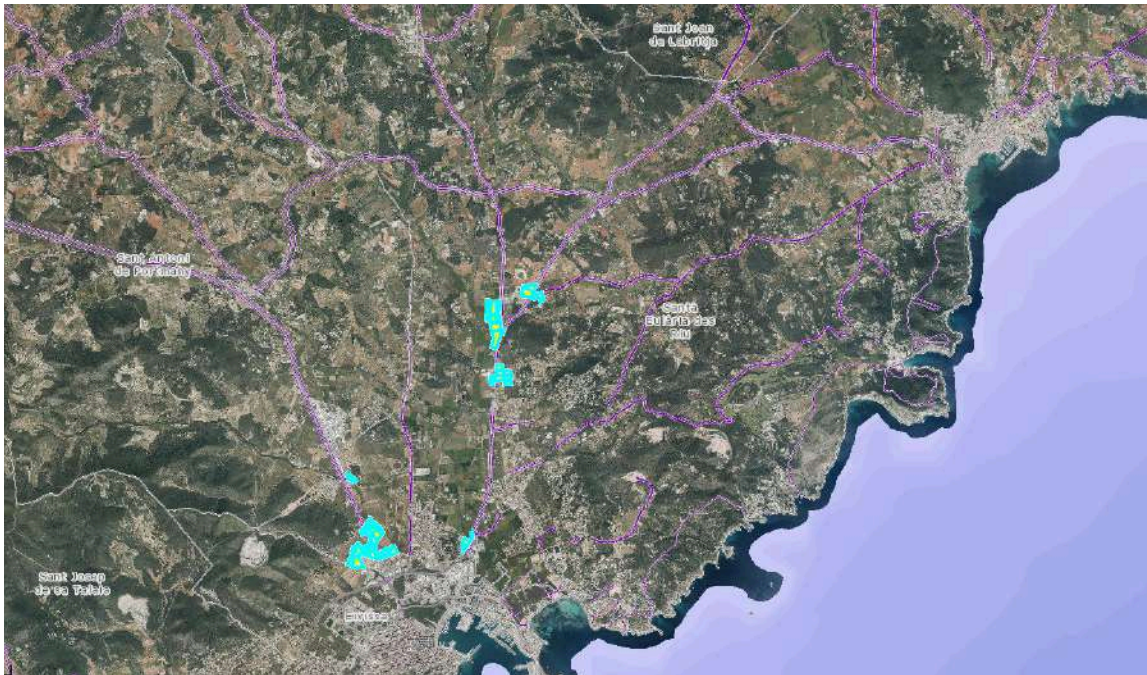 Sant Joan
de Labritja
Sant Antoni
de Portmany
Santa
Eulària des
Riu
Sant Josep
de sa Talaia
Eivissa